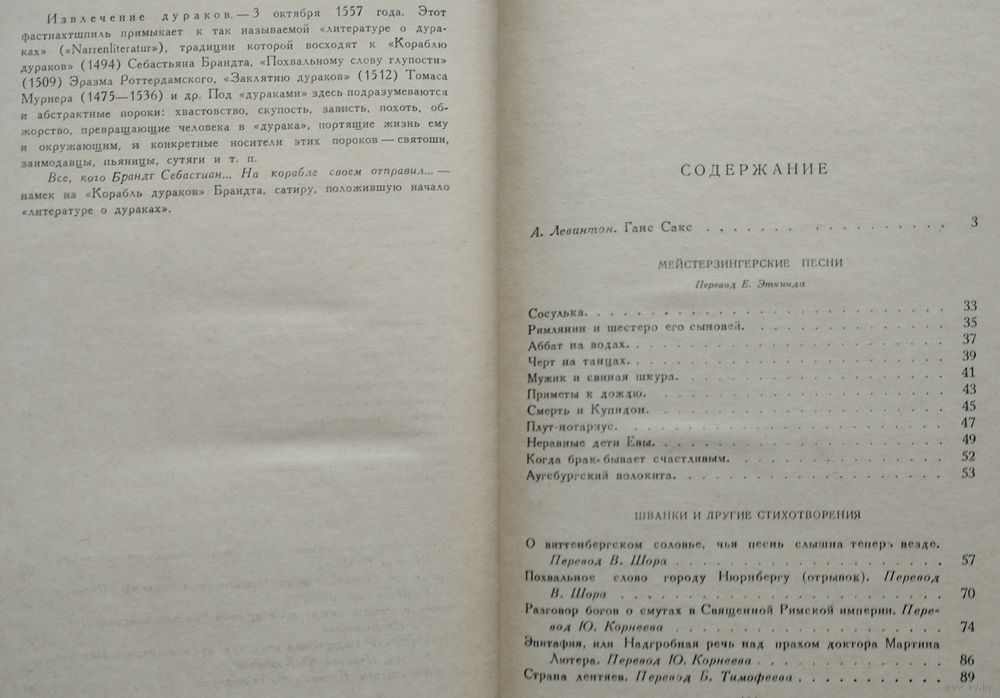 Извлечение дураков. — 3 октября 1557 года. Этот
фастнахтшпиль примыкает к так называемой «литературе о дура-
ках» («Narrenliteratur»), традиции которой восходят к «Кораблю
дураков» (1494) Себастьяна Брандта, «Похвальному слову глупости»
(1509) Эразма Роттердамского, «Заклятию дураков» (1512) Томаса
Мурнера (1475—1536) и др. Под «дураками» здесь подразумеваются
и абстрактные пороки: хвастовство, скупость, зависть, похоть, об-
жорство, превращающие человека в «дурака», портящие жизнь ему
и окружающим, и конкретные носители этих пороков — святоши,
заимодавцы, пьяницы, сутяги и т. п.
Все, кого Брандт Себастиан... На корабле своем отправил... —
намек на «Корабль дураков» Брандта, сатиру, положившую начало
«литературе о дураках».
СОДЕРЖАНИЕ
А. Левинтон. Ганс Сакс . . . . . . . . . . . . . . . 3
МЕЙСТЕРЗИНГЕРСКИЕ ПЕСНИ
Перевод Е. Эткинда
Сосулька. . . . . . . . . . . . . . . . . . . . 33
Римлянин и шестеро его сыновей. . . . . . . . . . . . 35
Аббат на водах. . . . . . . . . . . . . . . . . . 37
Черт на танцах. . . . . . . . . . . . . . . . . . 39
Мужик и свиная шкура. . . . . . . . . . . . . . . 41
Приметы к дождю. . . . . . . . . . . . . . . . . 43
Смерть и Купидон. . . . . . . . . . . . . . . . . 45
Плут-нотариус. . . . . . . . . . . . . . . . . . 47
Неравные дети Евы. . . . . . . . . . . . . . . . 49
Когда брак бывает счастливым. . . . . . . . . . . . 52
Аугсбургский волокита. . . . . . . . . . . . . . . 53
ШВАНКИ И ДРУГИЕ СТИХОТВОРЕНИЯ
О виттенбергском соловье, чья песнь слышна теперь везде.
Перевод В. Шора . . . . . . . . . . . . . . . . 57
Похвальное слово городу Нюрнбергу (отрывок). Перевод
В. Шора . . . . . . . . . . . . . . . . . . . 70
Разговор богов о смутах в Священной Римской империи. Пере-
вод Ю. Корнеева . . . . . . . . . . . . . . . . 74
Эпитафия, или Надгробная речь над прахом доктора Мартина
Лютера. Перевод Ю. Корнеева . . . . . . . . . . . 86
Страна лентяев. Перевод Б. Тимофеева . . . . . . . . . 89
www.ay.by